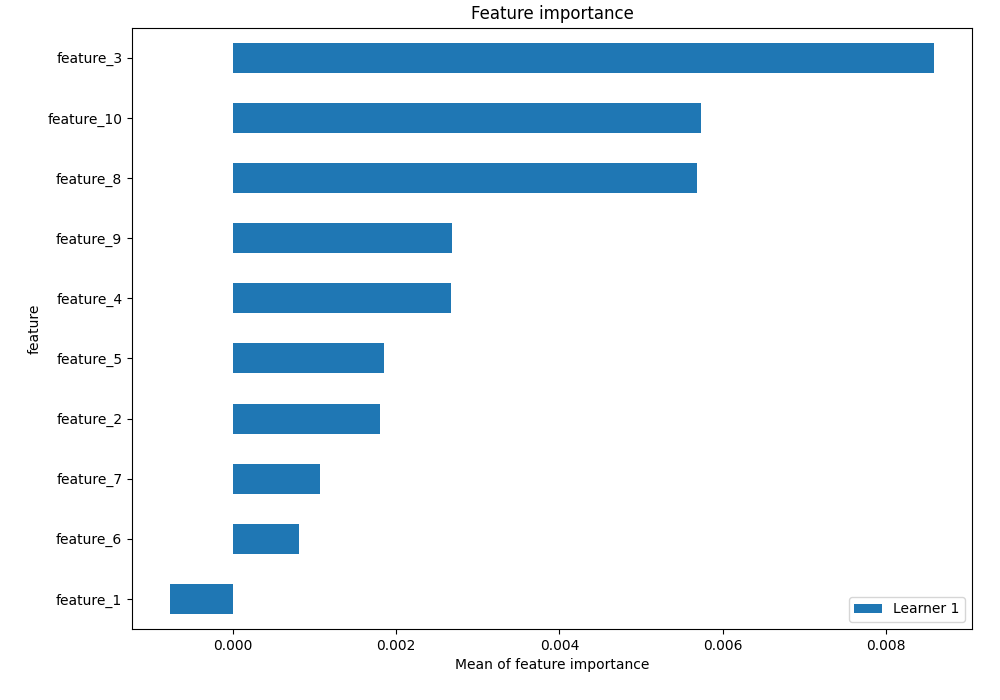 Feature importance
feature_3
feature_10
feature_8
feature_9
feature_4
feature_5
feature_2
feature_7
feature_6
feature_1
feature
Learner 1
0.000 0.002 0.004 0.006 0.008
Mean of feature importance